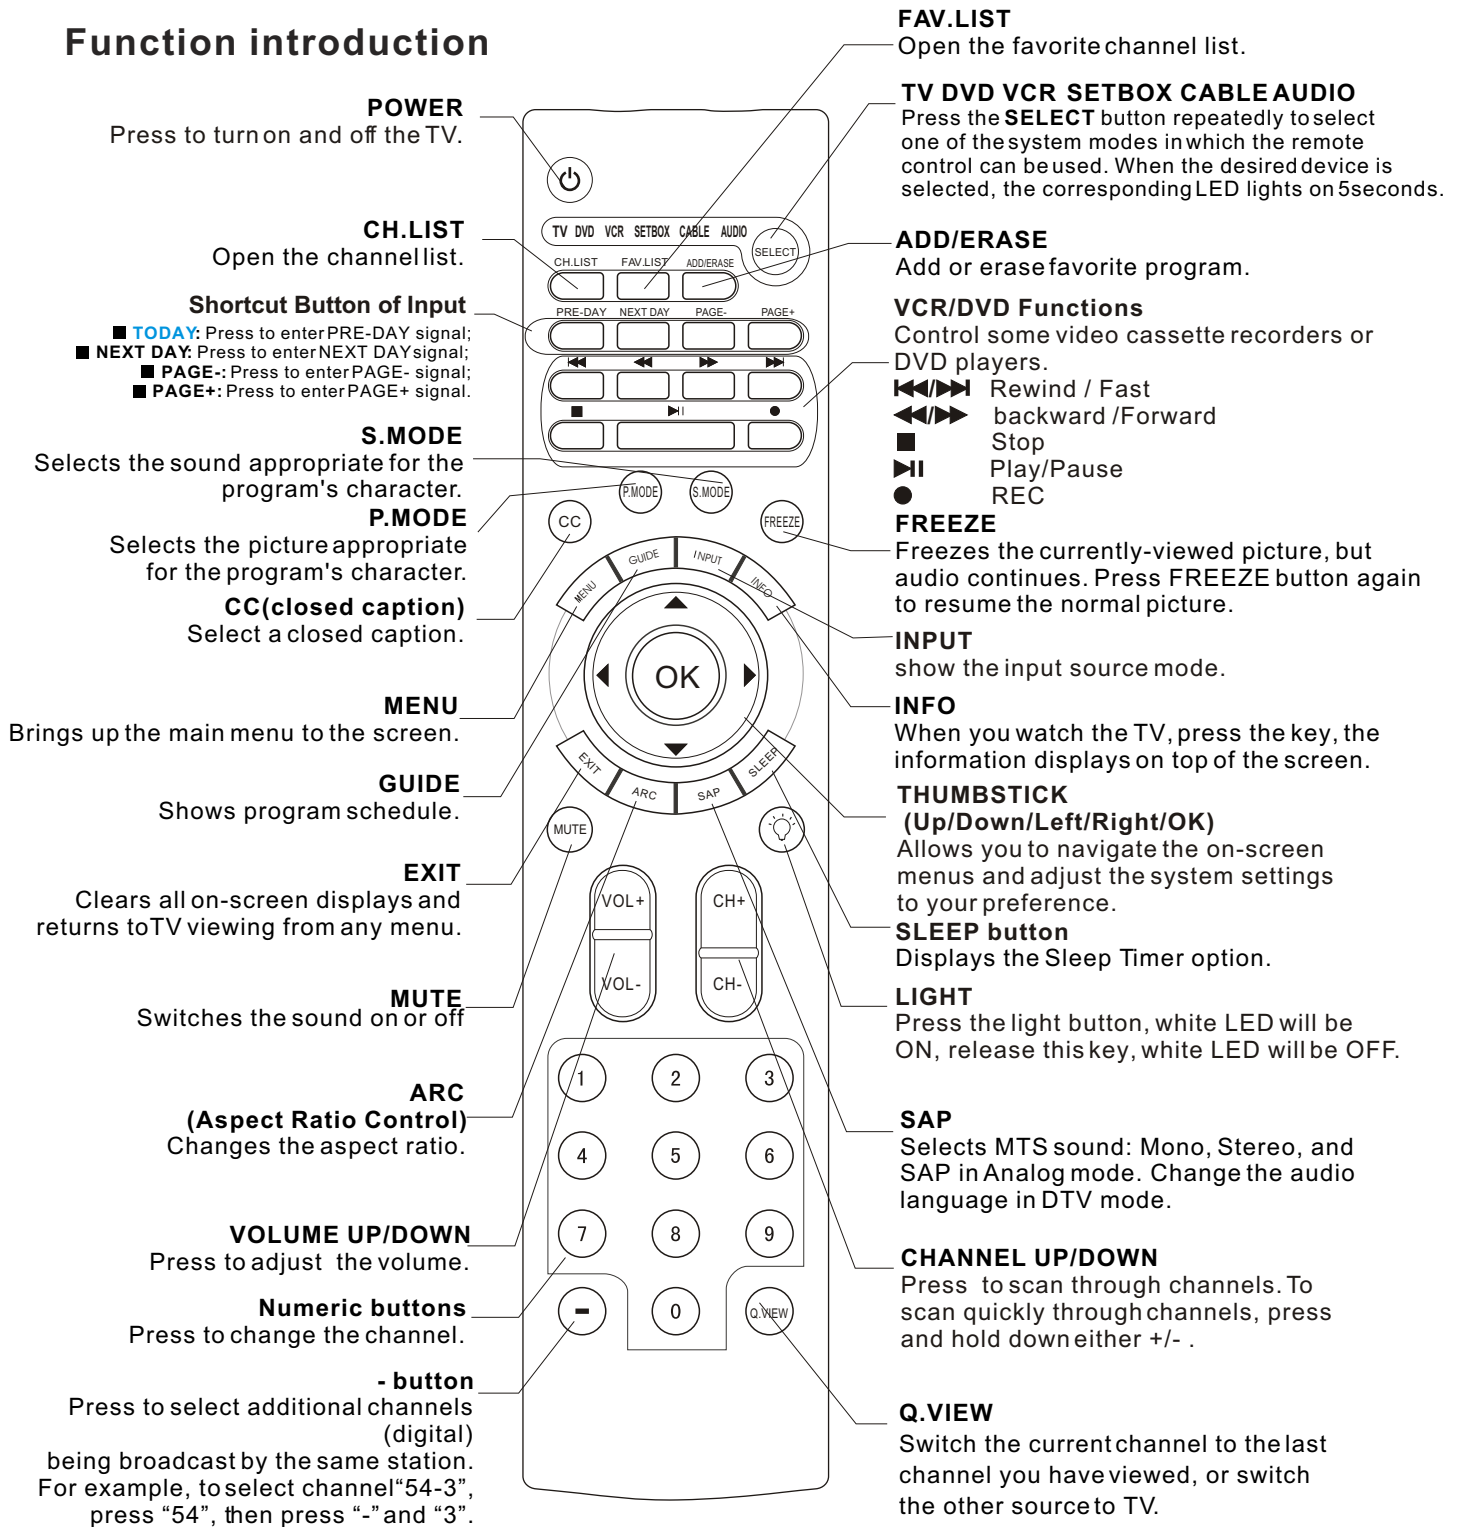 Function introduction
POWER
Press to turn on and off the TV.
CH.LIST
Open the channel list.
Shortcut Button of Input
■ TODAY: Press to enter PRE-DAY signal;
■ NEXT DAY: Press to enter NEXT DAY signal;
■ PAGE-: Press to enter PAGE- signal;
■ PAGE+: Press to enter PAGE+ signal.
S.MODE
Selects the sound appropriate for the
program's character.
P.MODE
Selects the picture appropriate
for the program's character.
CC(closed caption)
Select a closed caption.
MENU
Brings up the main menu to the screen.
GUIDE
Shows program schedule.
EXIT
Clears all on-screen displays and
returns toTV viewing from any menu.
MUTE
Switches the sound on or off
ARC
(Aspect Ratio Control)
Changes the aspect ratio.
VOLUME UP/DOWN
Press to adjust the volume.
Numeric buttons
Press to change the channel.
- button
Press to select additional channels
(digital)
being broadcast by the same station.
For example, to select channel“54-3”,
press “54”, then press “-” and “3”.
TV DVD VCR SETBOX CABLE AUDIO
SELECT
CH.LIST FAV.LIST ADD/ERASE
PRE-DAY NEXT DAY PAGE- PAGE+
P.MODE S.MODE
CC FREEZE
MENU GUIDE INPUT INFO
OK
EXIT ARC SAP SLEEP
MUTE
VOL+ CH+
VOL- CH-
1 2 3
4 5 6
7 8 9
- 0 Q.VIEW
FAV.LIST
Open the favorite channel list.
TV DVD VCR SETBOX CABLE AUDIO
Press the SELECT button repeatedly to select
one of the system modes in which the remote
control can be used. When the desired device is
selected, the corresponding LED lights on 5seconds.
ADD/ERASE
Add or erase favorite program.
VCR/DVD Functions
Control some video cassette recorders or
DVD players.
Rewind / Fast
backward /Forward
Stop
Play/Pause
REC
FREEZE
Freezes the currently-viewed picture, but
audio continues. Press FREEZE button again
to resume the normal picture.
INPUT
show the input source mode.
INFO
When you watch the TV, press the key, the
information displays on top of the screen.
THUMBSTICK
(Up/Down/Left/Right/OK)
Allows you to navigate the on-screen
menus and adjust the system settings
to your preference.
SLEEP button
Displays the Sleep Timer option.
LIGHT
Press the light button, white LED will be
ON, release this key, white LED will be OFF.
SAP
Selects MTS sound: Mono, Stereo, and
SAP in Analog mode. Change the audio
language in DTV mode.
CHANNEL UP/DOWN
Press to scan through channels. To
scan quickly through channels, press
and hold down either +/- .
Q.VIEW
Switch the current channel to the last
channel you have viewed, or switch
the other source to TV.